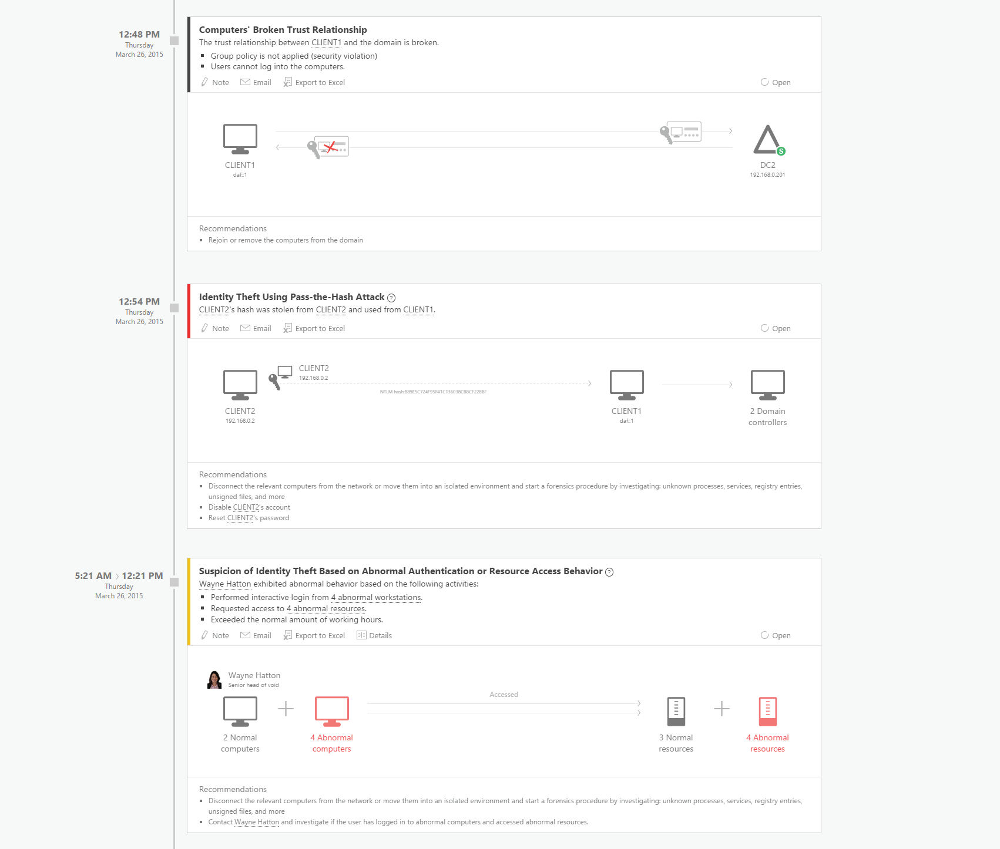 12:48 PM
Thursday
March 26, 2015
Computers' Broken Trust Relationship
The trust relationship between CLIENT1 and the domain is broken.
Group policy is not applied (security violation)
Users cannot log into the computers.
Note Email Export to Excel Open
CLIENT1
daf::1
S
DC2
192.168.0.201
Recommendations
Rejoin or remove the computers from the domain
12:54 PM
Thursday
March 26, 2015
Identity Theft Using Pass-the-Hash Attack ?
CLIENT2's hash was stolen from CLIENT2 and used from CLIENT1.
Note Email Export to Excel Open
CLIENT2
192.168.0.2
NTLM
CLIENT2
192.168.0.2
CLIENT1
daf::1
2 Domain
controllers
Recommendations
Disconnect the relevant computers from the network or move them into an isolated environment and start a forensics procedure by investigating: unknown processes, services, registry entries,
unsigned files, and more
Disable CLIENT2's account
Reset CLIENT2's password
5:21 AM > 12:21 PM
Thursday
March 26, 2015
Suspicion of Identity Theft Based on Abnormal Authentication or Resource Access Behavior ?
Wayne Hatton exhibited abnormal behavior based on the following activities:
Performed interactive login from 4 abnormal workstations.
Requested access to 4 abnormal resources.
Exceeded the normal amount of working hours.
Note Email Export to Excel Details Open
Wayne Hatton
Senior head of void
Accessed
2 Normal
computers
4 Abnormal
computers
3 Normal
resources
4 Abnormal
resources
Recommendations
Disconnect the relevant computers from the network or move them into an isolated environment and start a forensics procedure by investigating: unknown processes, services, registry entries,
unsigned files, and more
Contact Wayne Hatton and investigate if the user has logged in to abnormal computers and accessed abnormal resources.